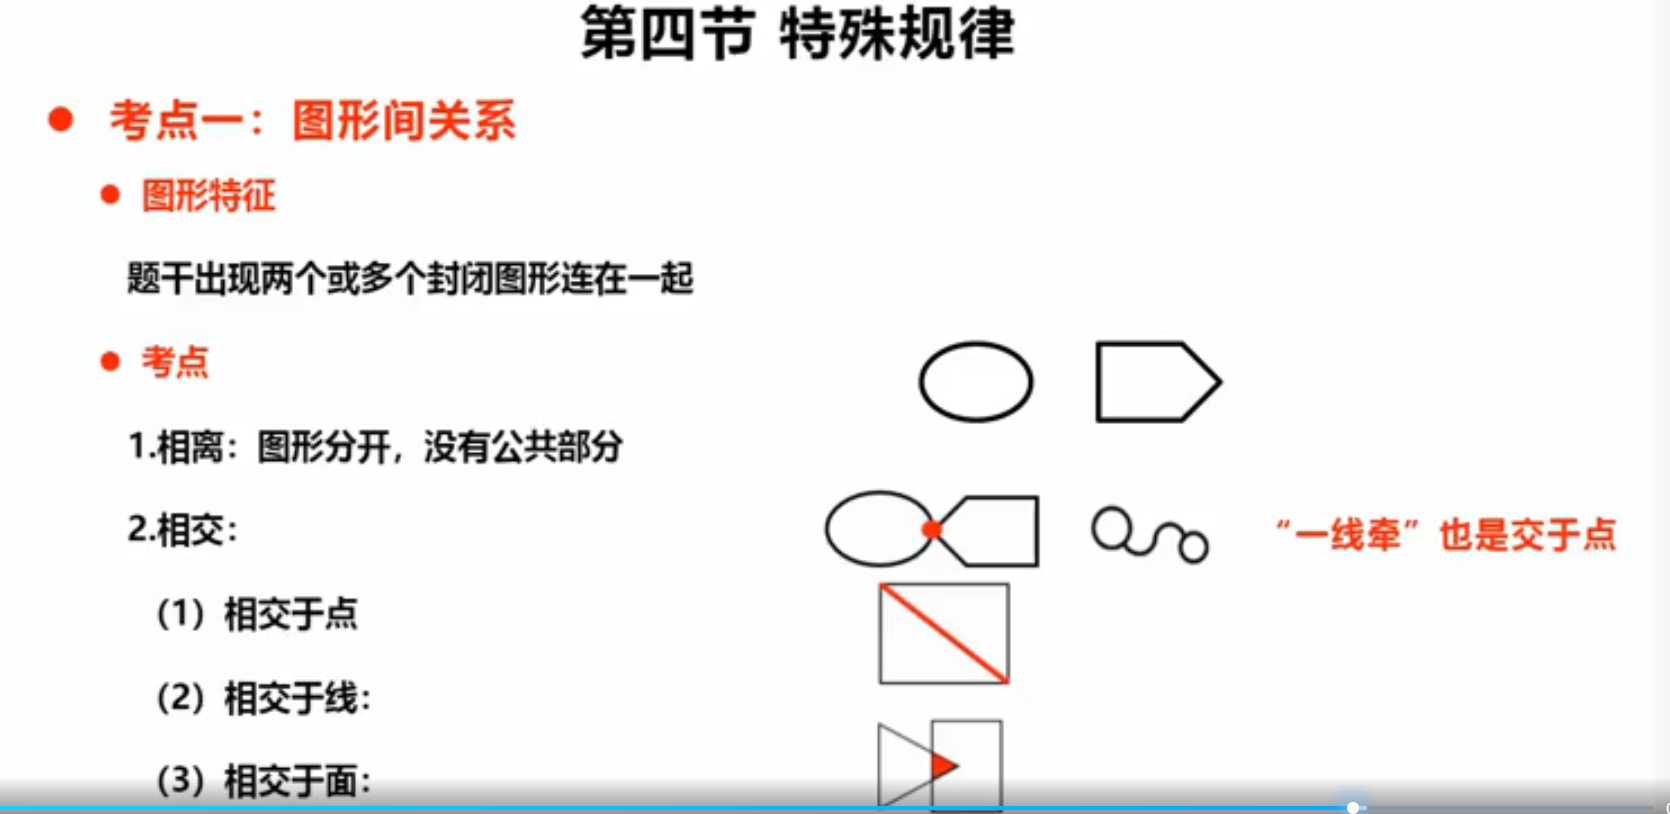 第四节 特殊规律
考点一：图形间关系
图形特征
题干出现两个或多个封闭图形连在一起
考点
1.相离：图形分开，没有公共部分
2.相交：
“一线牵”也是交于点
（1）相交于点
（2）相交于线：
（3）相交于面：